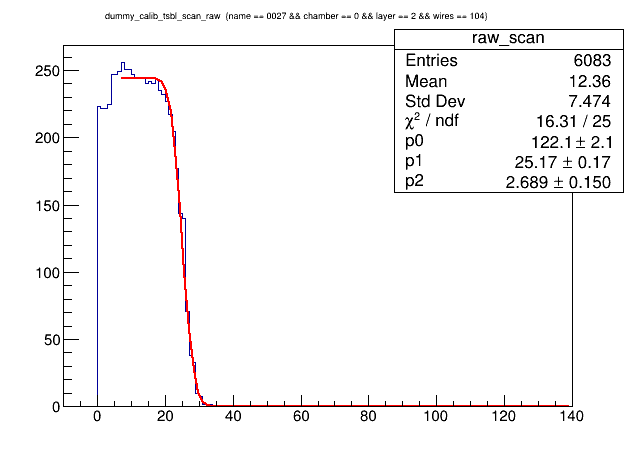 dummy_calib_tsbl_scan_raw (name == 0027 && chamber == 0 && layer == 2 && wires == 104)
raw_scan
Entries 6083
Mean 12.36
Std Dev 7.474
χ² / ndf 16.31 / 25
p0 122.1 ± 2.1
p1 25.17 ± 0.17
p2 2.689 ± 0.150
250
200
150
100
50
0
0 20 40 60 80 100 120 140